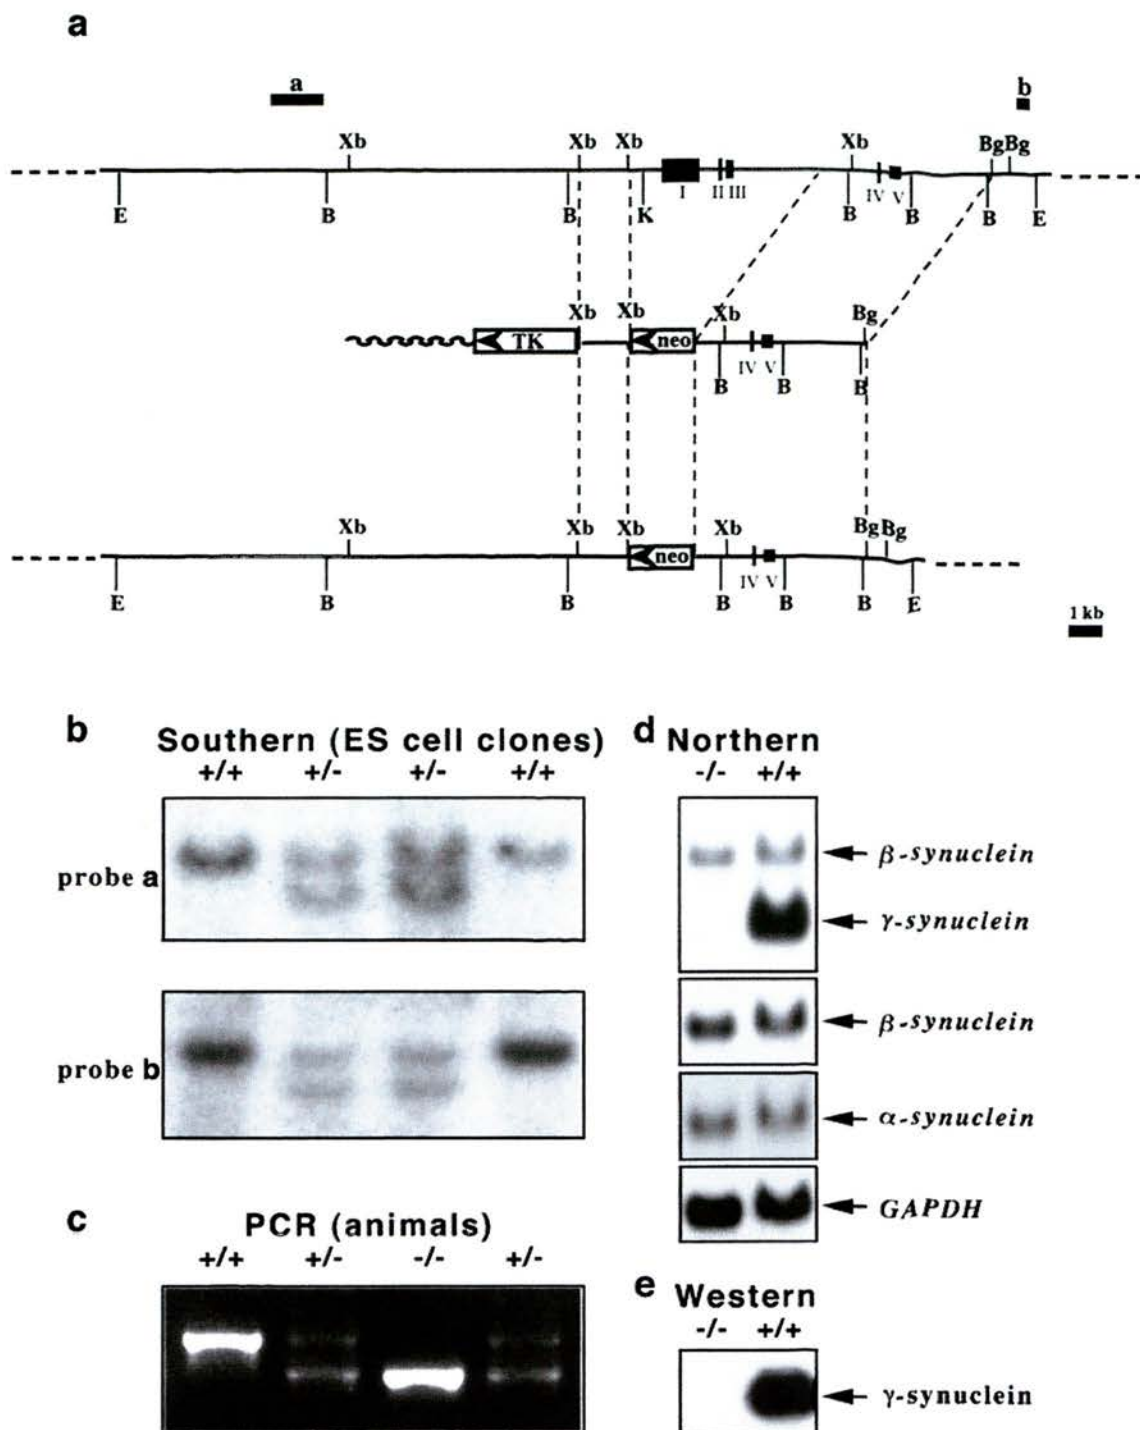 a
a b
Xb Xb Xb Xb BgBg
I II III IV V
E B B K B B B E
Xb Xb Xb Bg
TK neo
IV V
B B B
Xb Xb Xb Xb BgBg
neo
IV V
E B B B B B E
1 kb
b
Southern (ES cell clones)
+/+ +/- +/- +/+
probe a
probe b
c
PCR (animals)
+/+ +/- -/- +/-
d Northern
-/- +/+
β-synuclein
γ-synuclein
β-synuclein
α-synuclein
GAPDH
e Western
-/- +/+
γ-synuclein